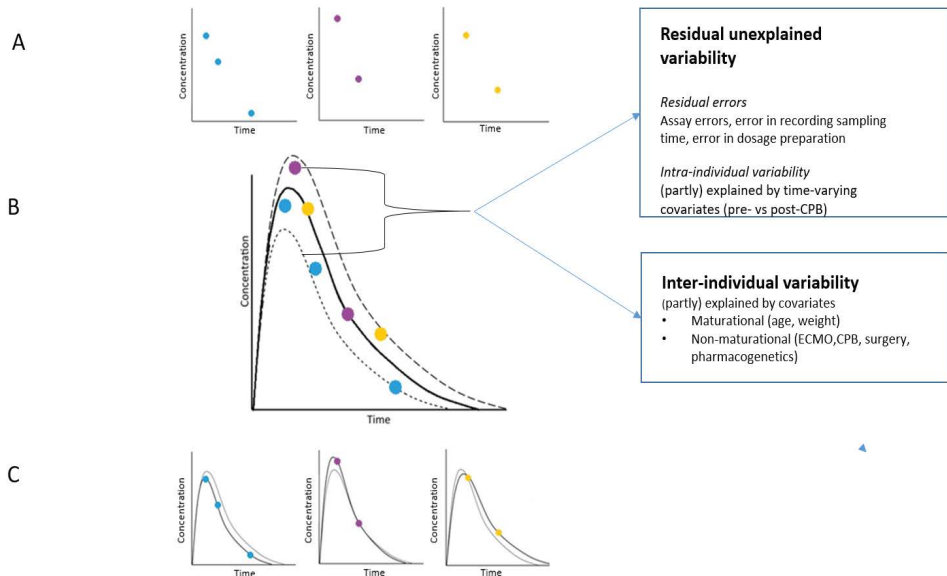 A
Concentration
Time
Concentration
Time
Concentration
Time
Residual unexplained
variability
Residual errors
Assay errors, error in recording sampling
time, error in dosage preparation
Intra-individual variability
(partly) explained by time-varying
covariates (pre- vs post-CPB)
B
Concentration
Time
Inter-individual variability
(partly) explained by covariates
• Maturational (age, weight)
• Non-maturational (ECMO,CPB, surgery,
pharmacogenetics)
C
Concentration
Time
Concentration
Time
Concentration
Time